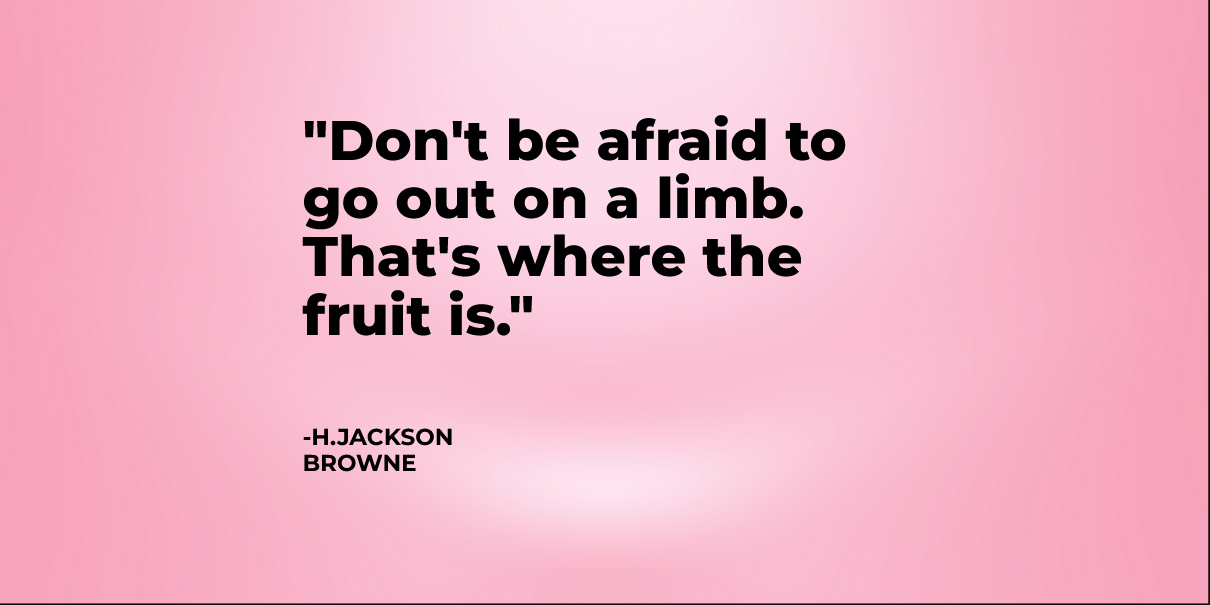 "Don't be afraid to
go out on a limb.
That's where the
fruit is."
-H.JACKSON
BROWNE